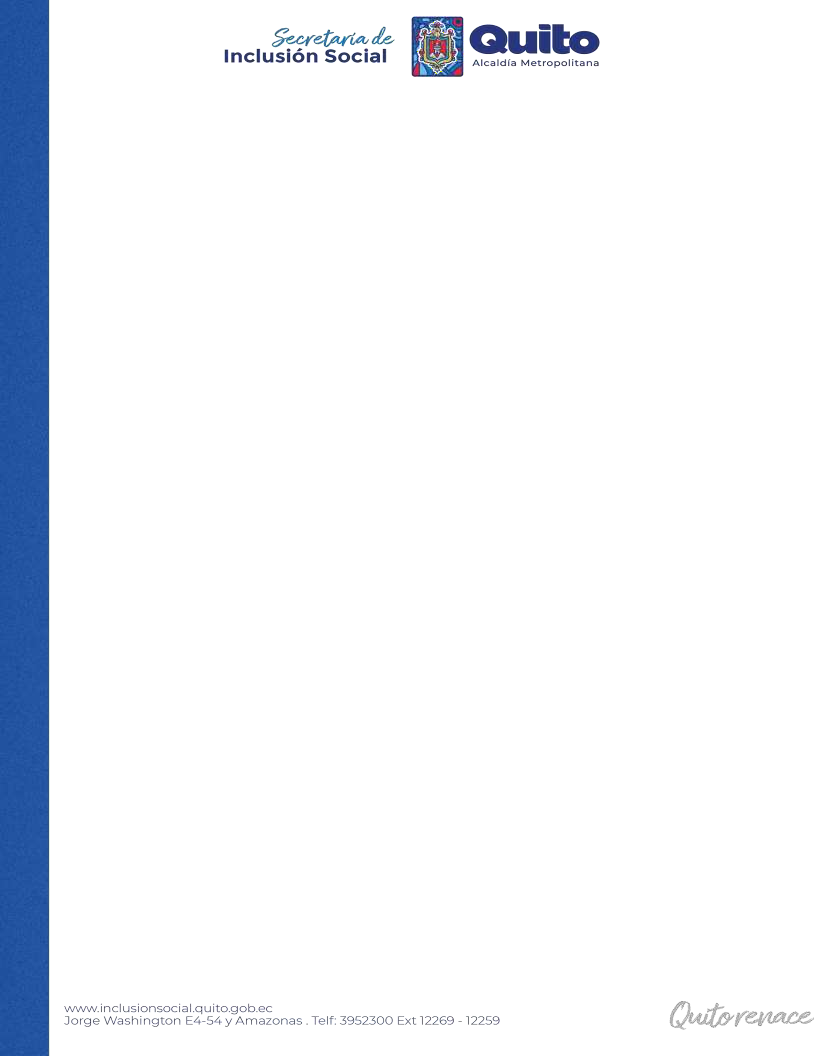 Secretaría de
Inclusión Social
Quito
Alcaldía Metropolitana
www.inclusionsocial.quito.gob.ec
Jorge Washington E4-54 y Amazonas . Telf: 3952300 Ext 12269 - 12259
Quito renace